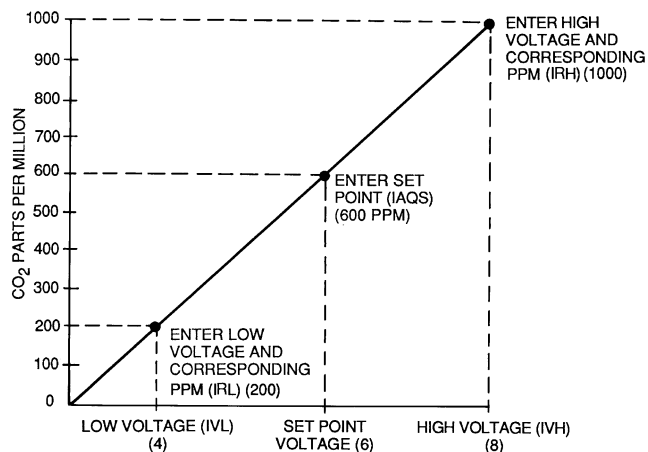 1000
900
800
700
600
500
400
300
200
100
0
CO2 PARTS PER MILLION
ENTER HIGH
VOLTAGE AND
CORRESPONDING
PPM (IRH) (1000)
ENTER SET
POINT (IAQS)
(600 PPM)
ENTER LOW
VOLTAGE AND
CORRESPONDING
PPM (IRL) (200)
LOW VOLTAGE (IVL)
(4)
SET POINT
VOLTAGE (6)
HIGH VOLTAGE (IVH)
(8)